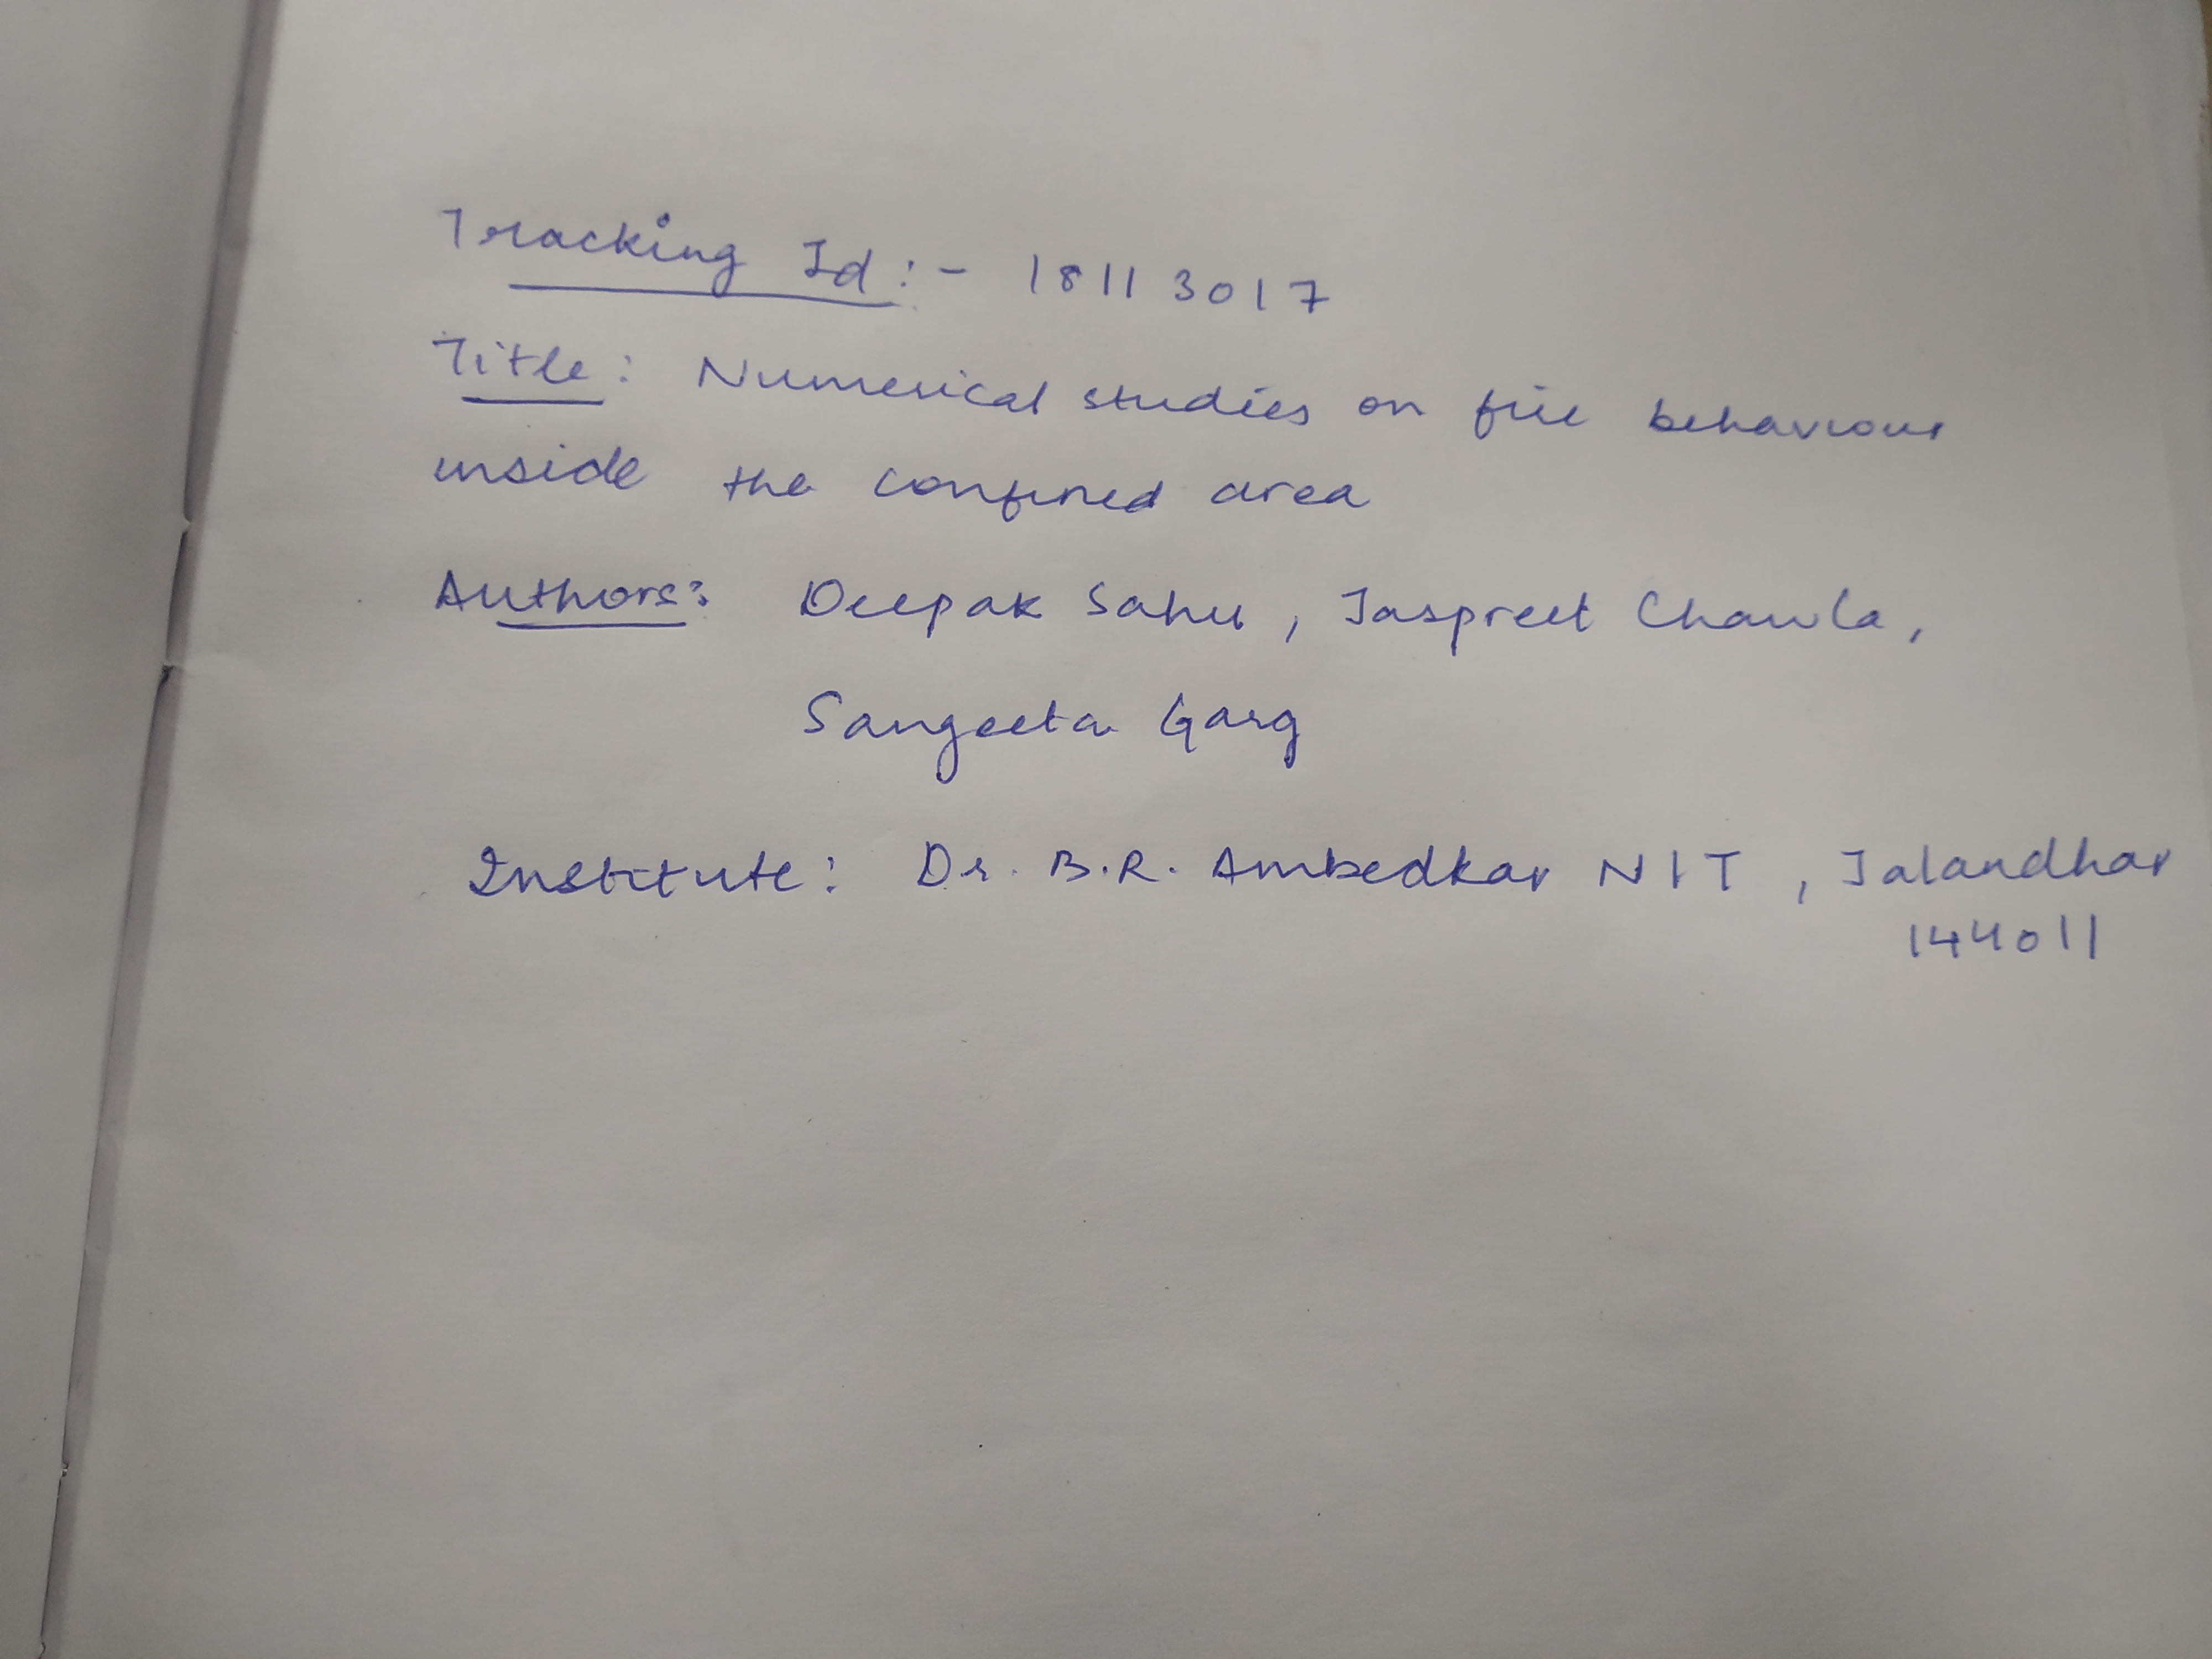 Tracking Id:- 18113017
Title: Numerical studies on fire behaviour
inside the confined area
Authors: Deepak Sahu, Jaspreet Chawla,
Sangeeta Garg
Institute: Dr. B.R. Ambedkar NIT, Jalandhar
144011